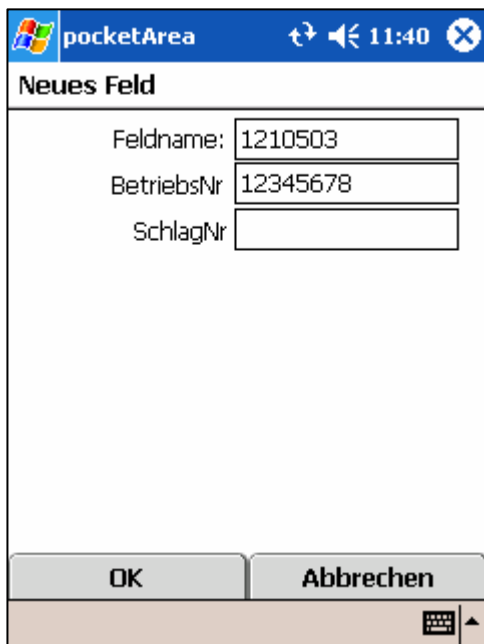 pocketArea 11:40
Neues Feld
Feldname: 1210503
BetriebsNr 12345678
SchlagNr
OK Abbrechen